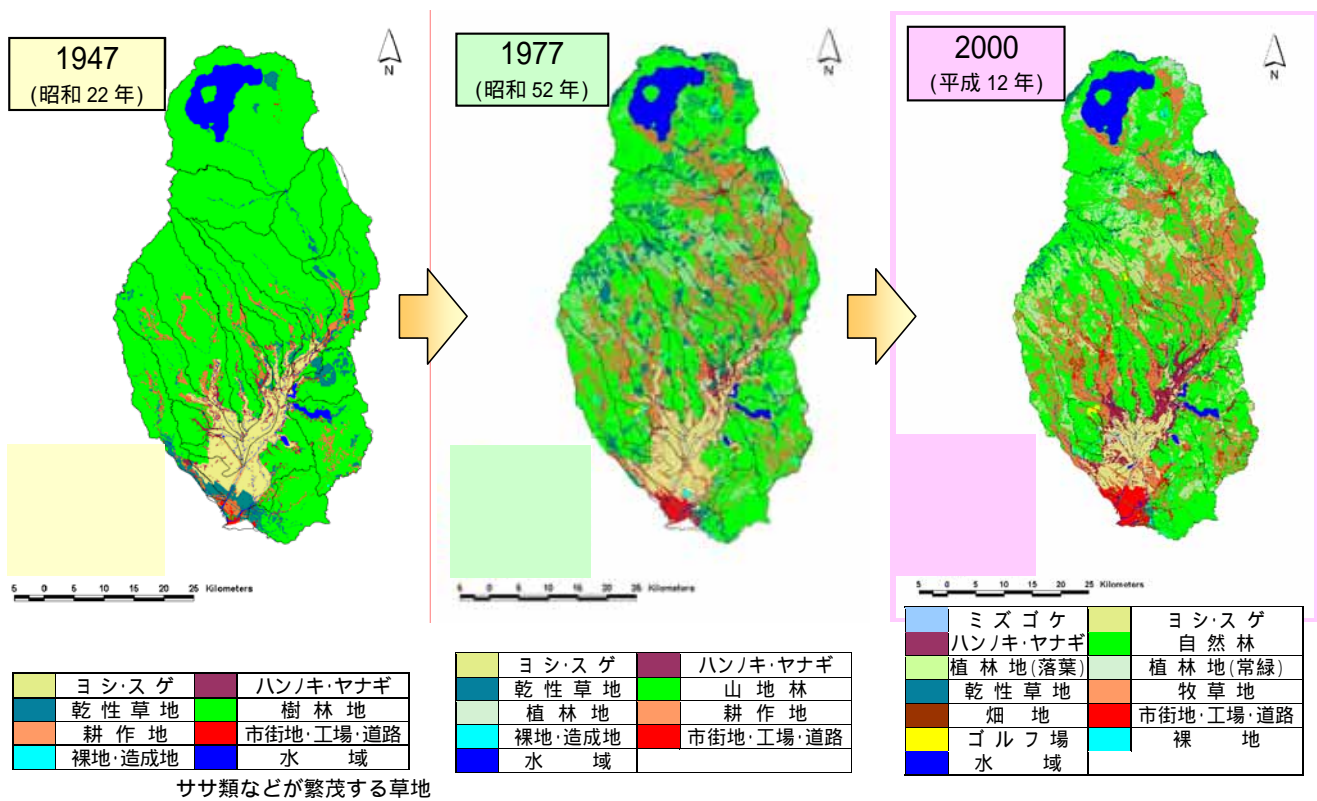 1947
(昭和 22 年)
N
5 0 5 10 15 20 25 Kilometers
ヨシ・スゲ ハンノキ・ヤナギ
乾性草地 樹林地
耕作地 市街地・工場・道路
裸地・造成地 水域
ササ類などが繁茂する草地
1977
(昭和 52 年)
N
5 0 5 10 15 20 25 Kilometers
ヨシ・スゲ ハンノキ・ヤナギ
乾性草地 山地林
植林地 耕作地
裸地・造成地 市街地・工場・道路
水域
2000
(平成 12 年)
N
5 0 5 10 15 20 25 Kilometers
ミズゴケ ヨシ・スゲ
ハンノキ・ヤナギ 自然林
植林地(落葉) 植林地(常緑)
乾性草地 牧草地
畑地 市街地・工場・道路
ゴルフ場 裸地
水域